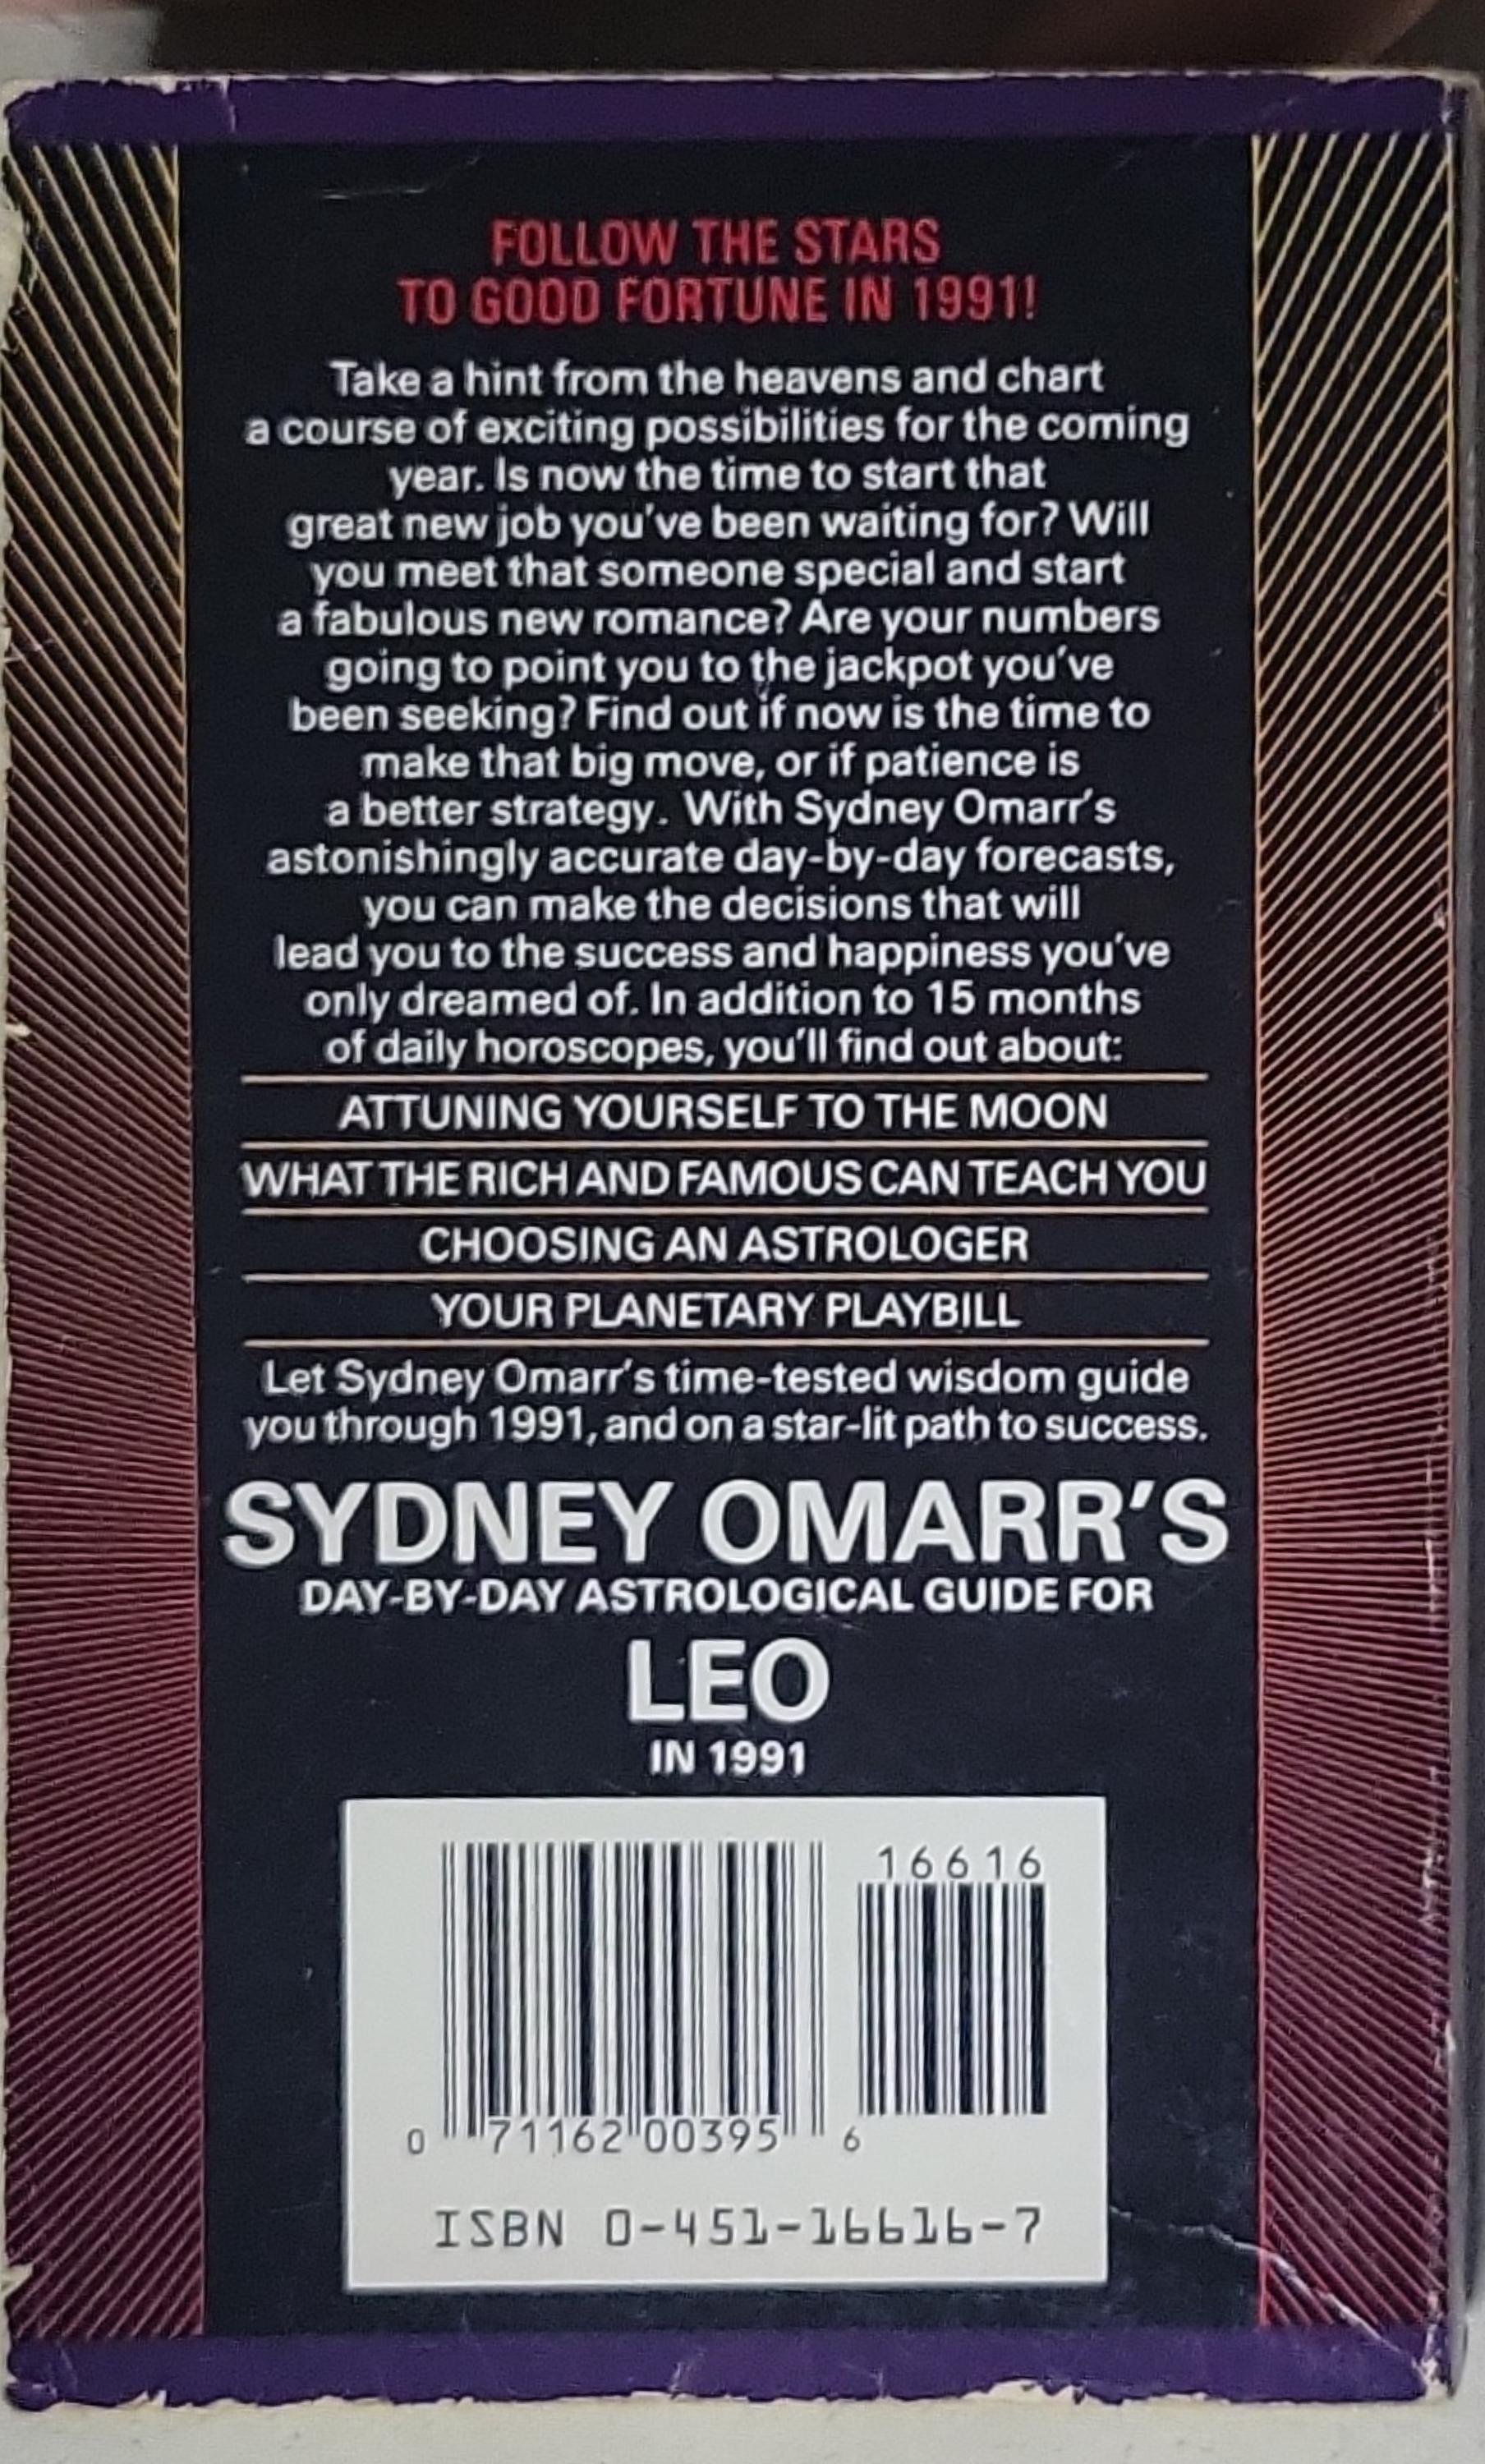 FOLLOW THE STARS
TO GOOD FORTUNE IN 1991!
Take a hint from the heavens and chart
a course of exciting possibilities for the coming
year. Is now the time to start that
great new job you've been waiting for? Will
you meet that someone special and start
a fabulous new romance? Are your numbers
going to point you to the jackpot you've
been seeking? Find out if now is the time to
make that big move, or if patience is
a better strategy. With Sydney Omarr's
astonishingly accurate day-by-day forecasts,
you can make the decisions that will
lead you to the success and happiness you've
only dreamed of. In addition to 15 months
of daily horoscopes, you'll find out about:
ATTUNING YOURSELF TO THE MOON
WHAT THE RICH AND FAMOUS CAN TEACH YOU
CHOOSING AN ASTROLOGER
YOUR PLANETARY PLAYBILL
Let Sydney Omarr's time-tested wisdom guide
you through 1991, and on a star-lit path to success.
SYDNEY OMARR'S
DAY-BY-DAY ASTROLOGICAL GUIDE FOR
LEO
IN 1991
16616
0 71162 00395 6
ISBN 0-451-16616-7